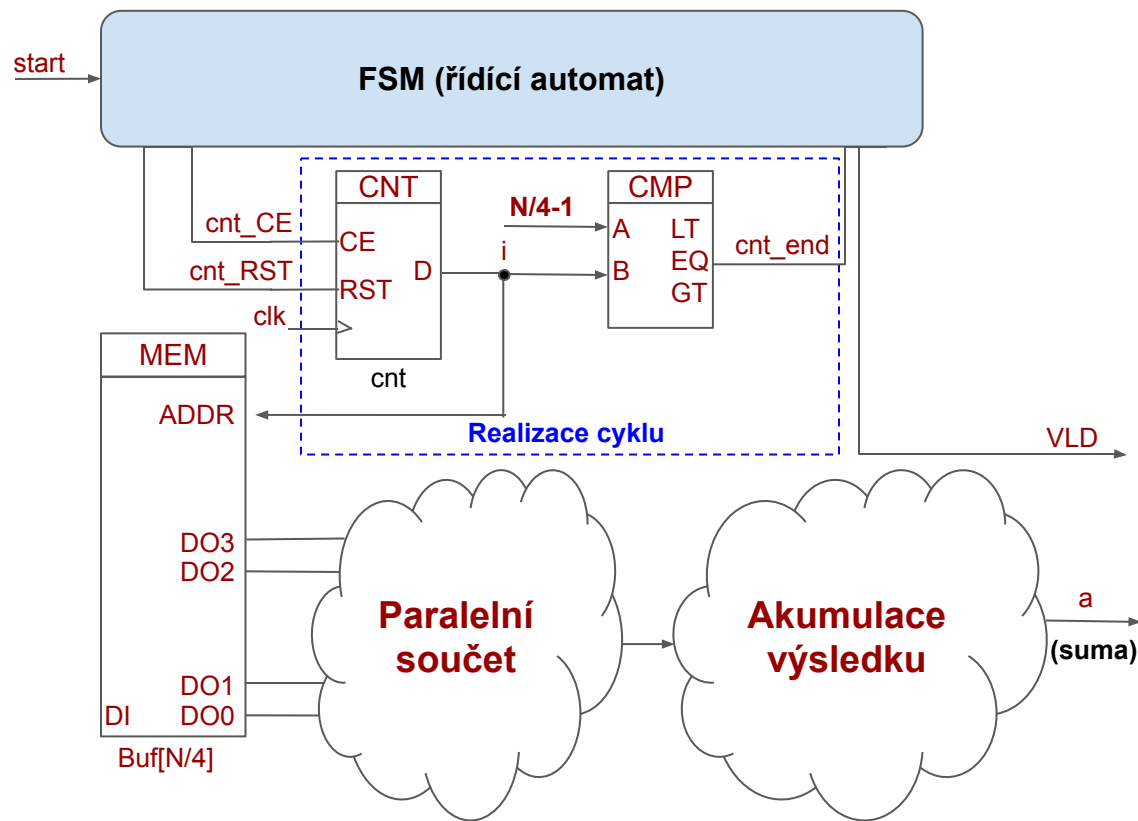 start
FSM (řídící automat)
CNT
CMP
cnt_CE
CE
cnt_RST
RST
D
clk
cnt
N/4-1
i
A
B
LT
EQ
GT
cnt_end
MEM
ADDR
Realizace cyklu
VLD
DO3
DO2
DO1
DI
DO0
Buf[N/4]
Paralelní
součet
Akumulace
výsledku
a
(suma)